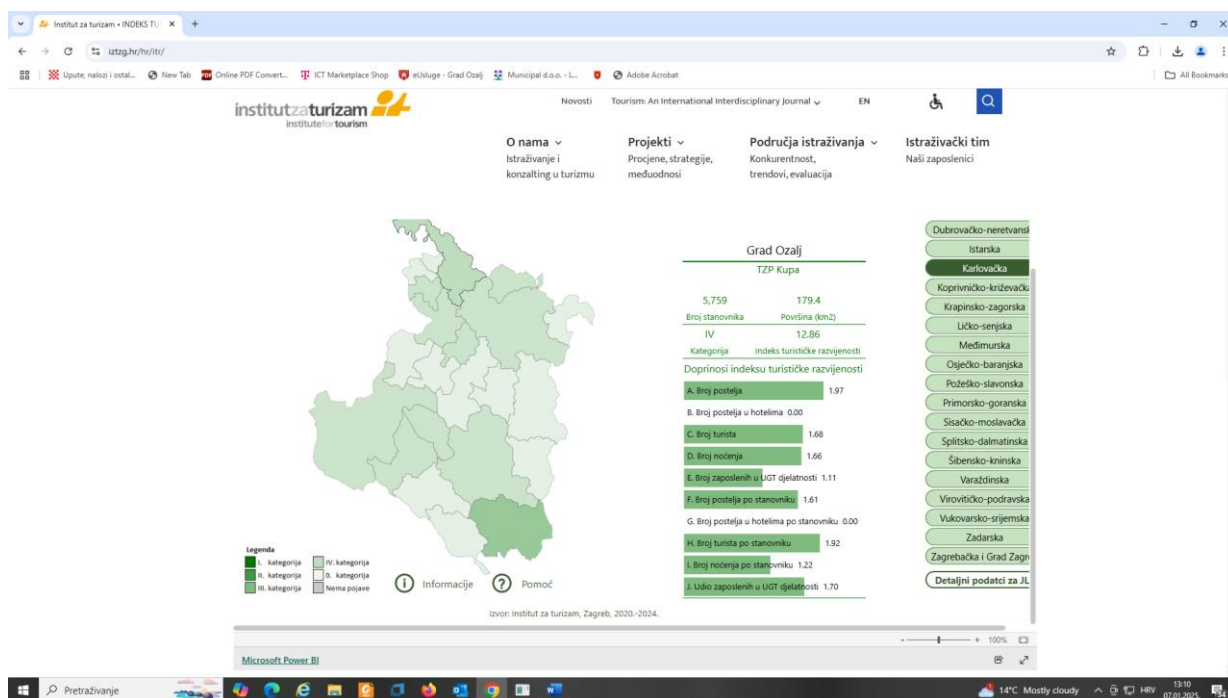 Institut za turizam • INDEKS TU
iztzg.hr/hr/itr/
Upute, nalozi i ostal...
New Tab
Online PDF Convert...
ICT Marketplace Shop
eUsluge - Grad Ozalj
Municipal d.o.o. - L...
Adobe Acrobat
All Bookmarks
institutzaturizam
institutefortourism
Novosti
Tourism: An International Interdisciplinary Journal
EN
O nama
Istraživanje i
konzalting u turizmu
Projekti
Procjene, strategije,
međuodnosi
Područja istraživanja
Konkurentnost,
trendovi, evaluacija
Istraživački tim
Naši zaposlenici
Grad Ozalj
TZP Kupa
5,759 179.4
Broj stanovnika Površina (km2)
IV 12.86
Kategorija Indeks turističke razvijenosti
Doprinosi indeksu turističke razvijenosti
A. Broj postelja 1.97
B. Broj postelja u hotelima 0.00
C. Broj turista 1.68
D. Broj noćenja 1.66
E. Broj zaposlenih u UGT djelatnosti 1.11
F. Broj postelja po stanovniku 1.61
G. Broj postelja u hotelima po stanovniku 0.00
H. Broj turista po stanovniku 1.92
I. Broj noćenja po stanovniku 1.22
J. Udio zaposlenih u UGT djelatnosti 1.70
Dubrovačko-neretvansk
Istarska
Karlovačka
Koprivničko-križevačka
Krapinsko-zagorska
Ličko-senjska
Međimurska
Osječko-baranjska
Požeško-slavonska
Primorsko-goranska
Sisačko-moslavačka
Splitsko-dalmatinska
Šibensko-kninska
Varaždinska
Virovitičko-podravska
Vukovarsko-srijemska
Zadarska
Zagrebačka i Grad Zagr
Detaljni podatci za JL
Legenda
I. kategorija
II. kategorija
III. kategorija
IV. kategorija
0. kategorija
Nema pojave
i Informacije
? Pomoć
Izvor: Institut za turizam, Zagreb, 2020.-2024.
100%
Microsoft Power BI
Pretraživanje
14°C Mostly cloudy
HRV
13:10
07.01.2025.